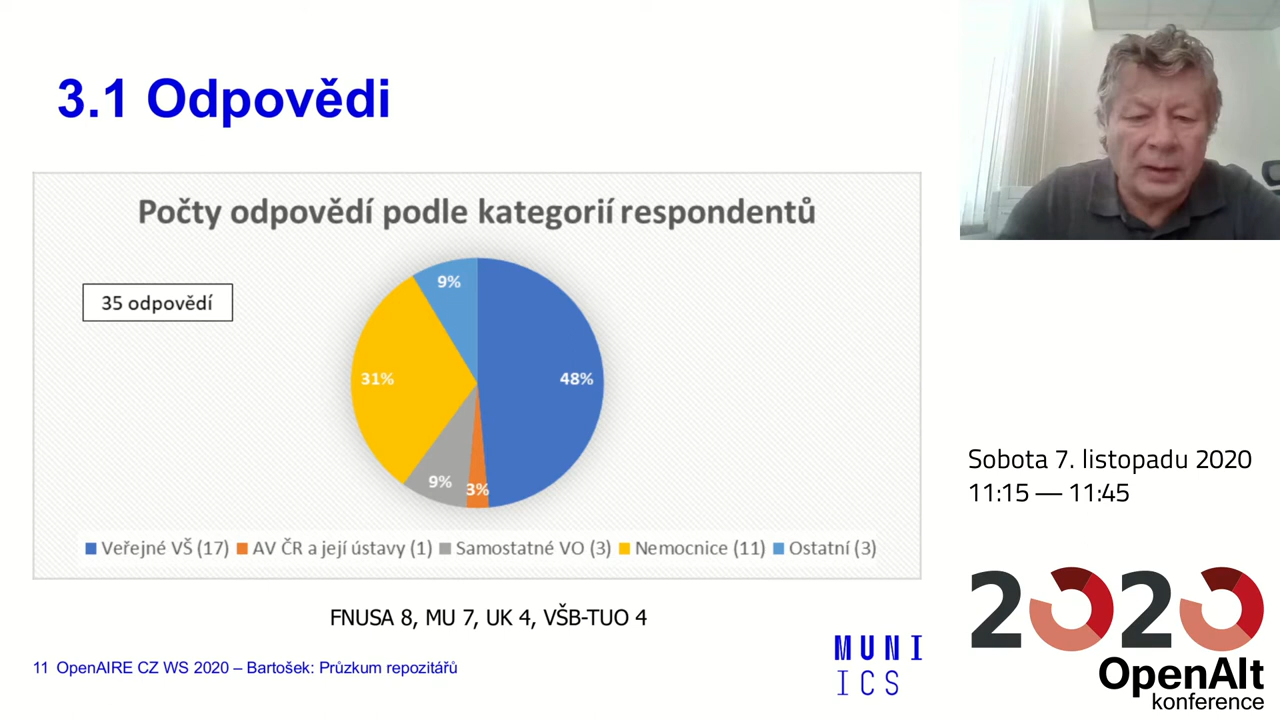 3.1 Odpovědi
Počty odpovědí podle kategorií respondentů
35 odpovědí
9%
31%
48%
9%
3%
Veřejné VŠ (17) AV ČR a její ústavy (1) Samostatné VO (3) Nemocnice (11) Ostatní (3)
FNUSA 8, MU 7, UK 4, VŠB-TUO 4
11 OpenAIRE CZ WS 2020 – Bartošek: Průzkum repozitářů
MUNI
ICS
Sobota 7. listopadu 2020
11:15 — 11:45
2020
OpenAlt
konference